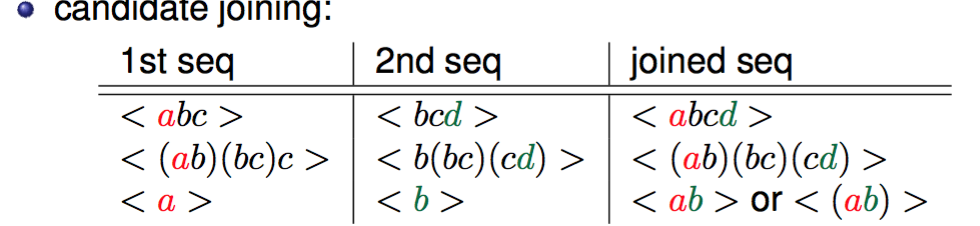 candidate joining:
1st seq 2nd seq joined seq
< abc > < bcd > < abcd >
< (ab)(bc)c > < b(bc)(cd) > < (ab)(bc)(cd) >
< a > < b > < ab > or < (ab) >